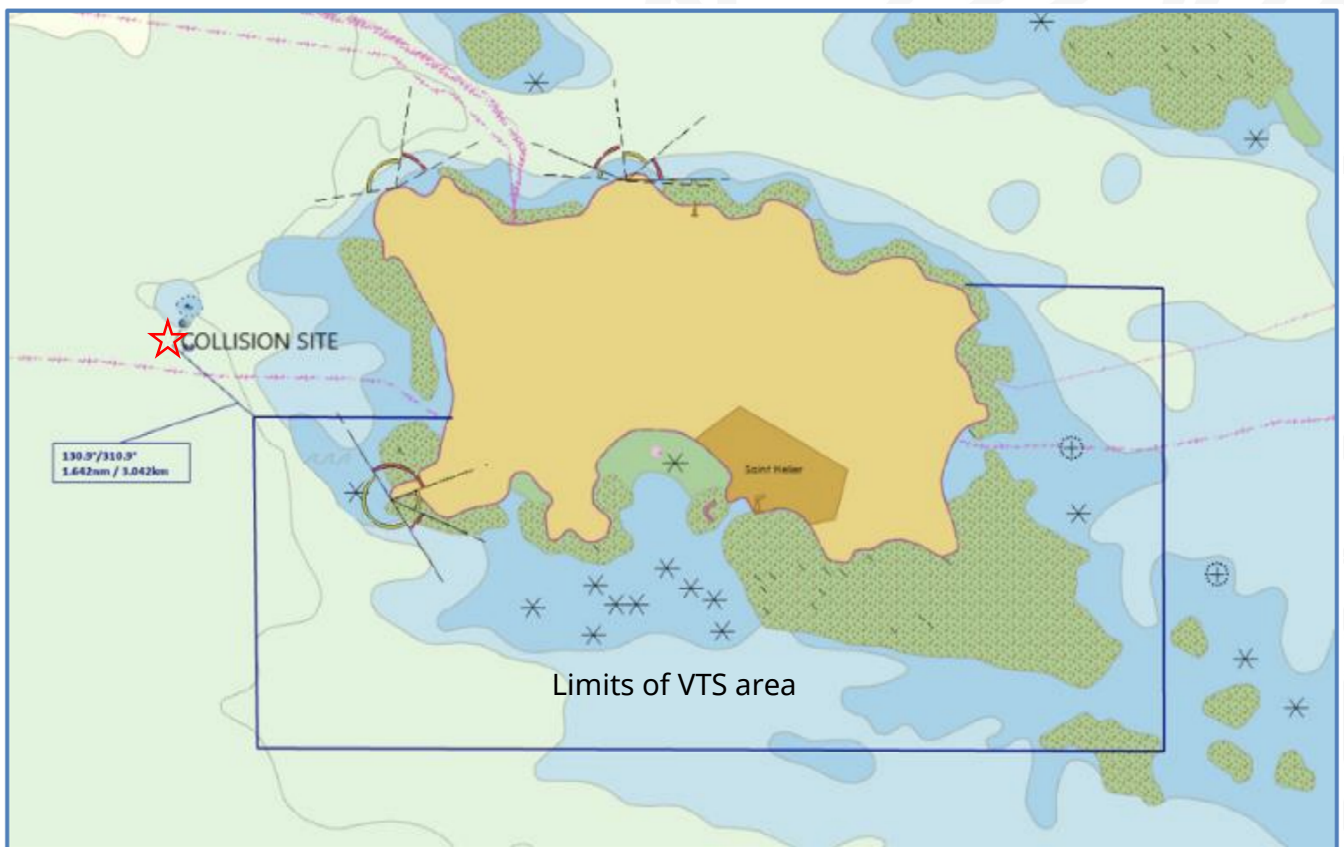 COLLISION SITE
130.9°/310.9°
1.642nm / 3.042km
Saint Helier
Limits of VTS area